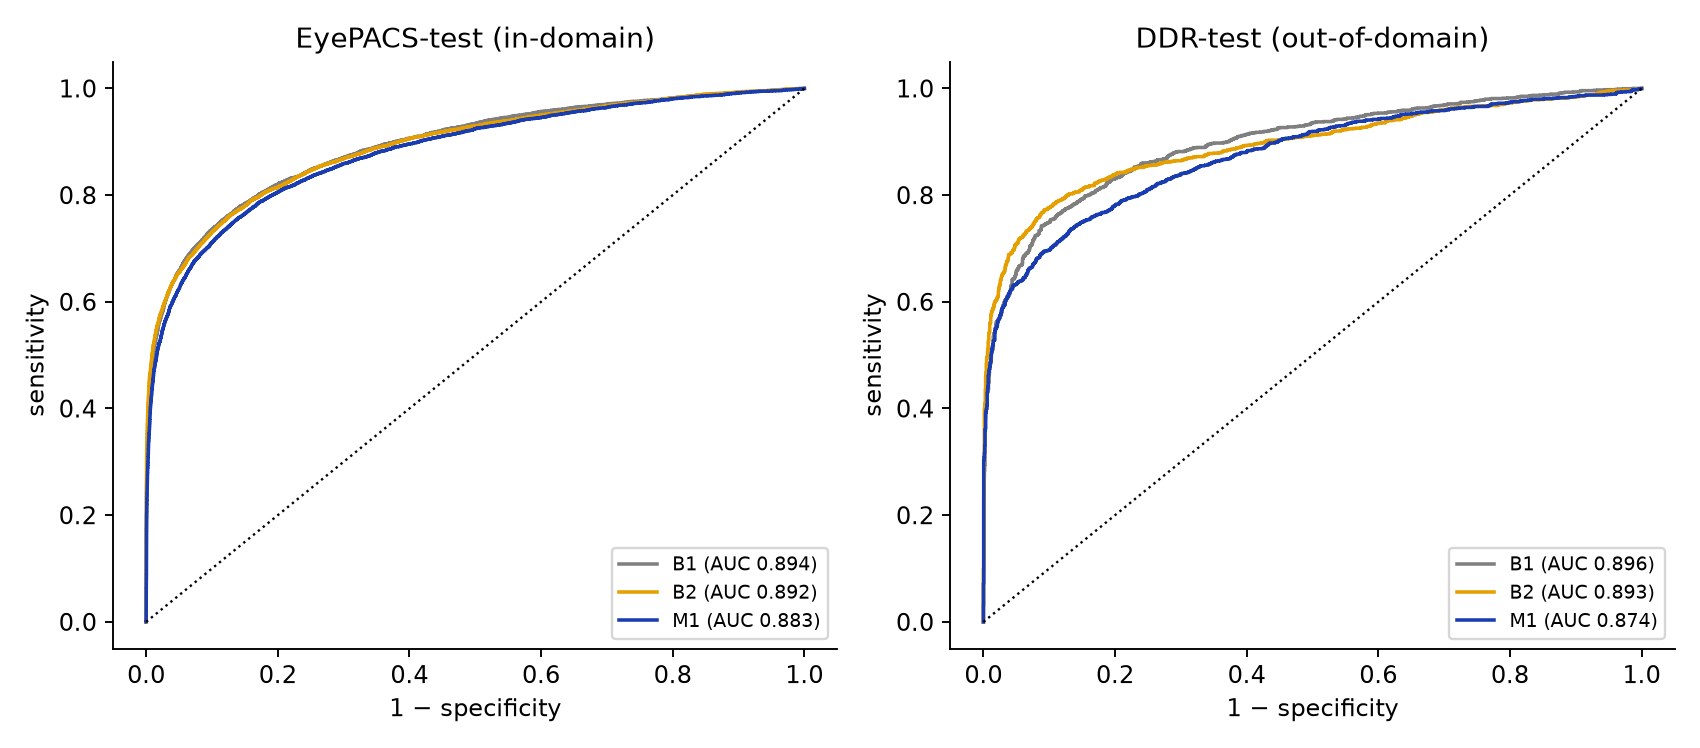 EyePACS-test (in-domain)
sensitivity
1.0
0.8
0.6
0.4
0.2
0.0
0.0 0.2 0.4 0.6 0.8 1.0
1 − specificity
B1 (AUC 0.894)
B2 (AUC 0.892)
M1 (AUC 0.883)
DDR-test (out-of-domain)
sensitivity
1.0
0.8
0.6
0.4
0.2
0.0
0.0 0.2 0.4 0.6 0.8 1.0
1 − specificity
B1 (AUC 0.896)
B2 (AUC 0.893)
M1 (AUC 0.874)